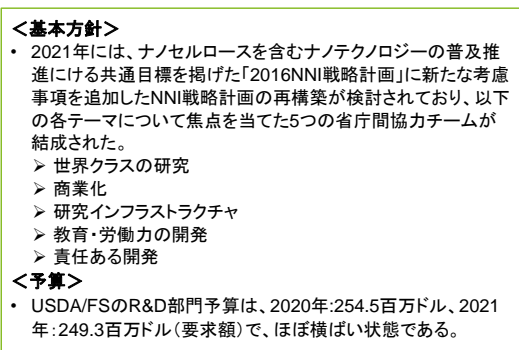 ＜基本方針＞
• 2021年には、ナノセルロースを含むナノテクノロジーの普及推
進にける共通目標を掲げた「2016NNI戦略計画」に新たな考慮
事項を追加したNNI戦略計画の再構築が検討されており、以下
の各テーマについて焦点を当てた5つの省庁間協力チームが
結成された。
➢ 世界クラスの研究
➢ 商業化
➢ 研究インフラストラクチャ
➢ 教育・労働力の開発
➢ 責任ある開発
＜予算＞
• USDA/FSのR&D部門予算は、2020年:254.5百万ドル、2021
年:249.3百万ドル（要求額）で、ほぼ横ばい状態である。